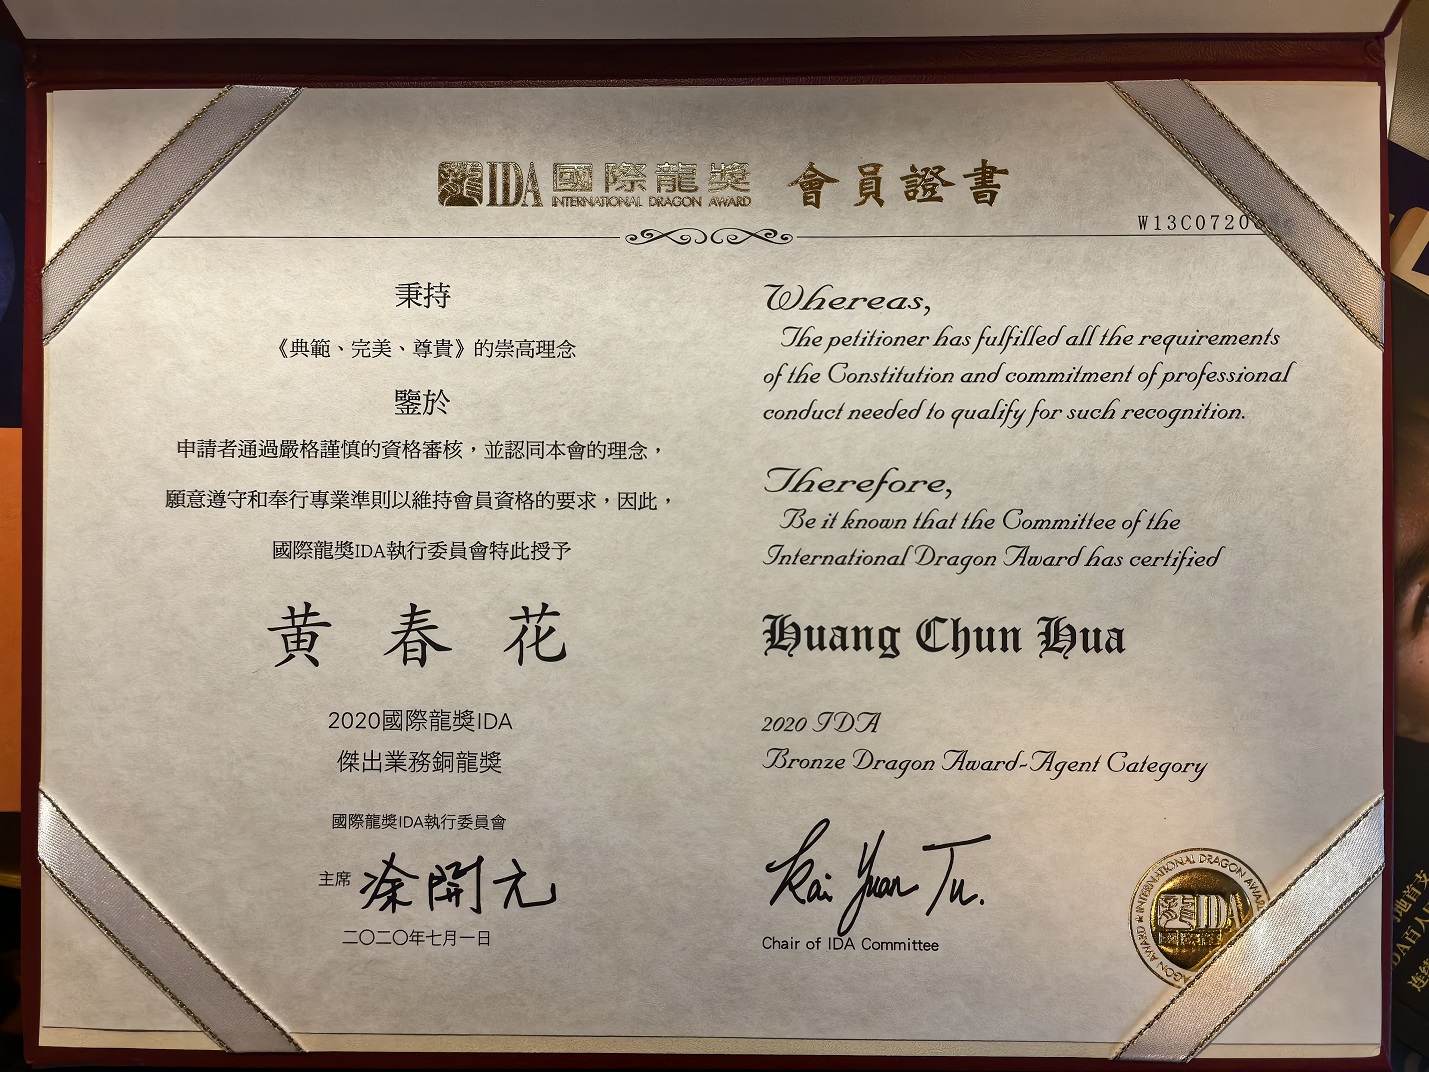 IDA 國際龍獎 會員證書
INTERNATIONAL DRAGON AWARD
W13C0720
秉持
《典範、完美、尊貴》的崇高理念
鑒於
申請者通過嚴格謹慎的資格審核，並認同本會的理念，
願意遵守和奉行專業準則以維持會員資格的要求，因此，
國際龍獎IDA執行委員會特此授予
黄春花
2020國際龍獎IDA
傑出業務銅龍獎
國際龍獎IDA執行委員會
主席 涂開元
二〇二〇年七月一日
Whereas,
The petitioner has fulfilled all the requirements
of the Constitution and commitment of professional
conduct needed to qualify for such recognition.
Therefore,
Be it known that the Committee of the
International Dragon Award has certified
Huang Chun Hua
2020 IDA
Bronze Dragon Award-Agent Category
Kai Yuan Tu.
Chair of IDA Committee
INTERNATIONAL DRAGON AWARD
IDA